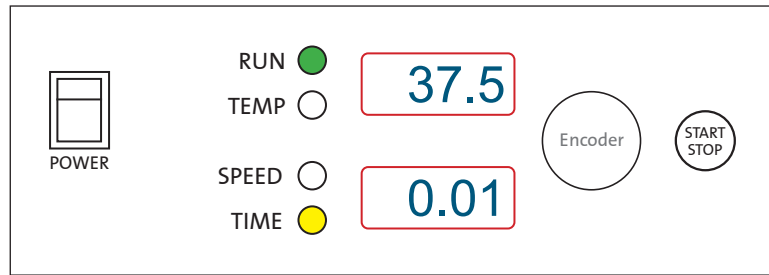 RUN
37.5
TEMP
POWER
SPEED
0.01
TIME
Encoder
START
STOP